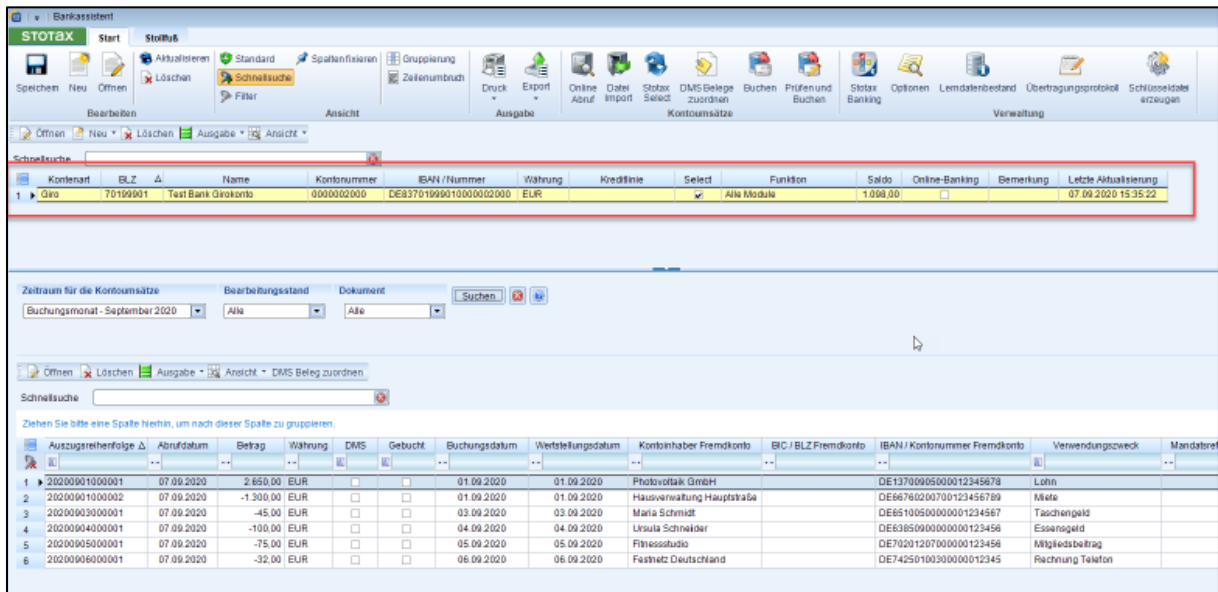 Bankassistent
stotax Start Stollfuß
Speichern Neu Öffnen Aktualisieren Löschen
Standard Schnellsuche Filter Spaltenfixieren Gruppierung Zeilenumbruch
Druck Export
Online Abruf Datei Import Stotax Select DMS Belege zuordnen Buchen Prüfen und Buchen
Stotax Banking Optionen Lerndatenbestand Übertragungsprotokoll Schlüsseldatei erzeugen
Bearbeiten Ansicht Ausgabe Kontoumsätze Verwaltung
Öffnen Neu Löschen Ausgabe Ansicht
Schnellsuche
Kontenart BLZ Name Kontonummer IBAN / Nummer Währung Kreditlinie Select Funktion Saldo Online-Banking Bemerkung Letzte Aktualisierung
1 Giro 70199901 Test Bank Girokonto 0000002000 DE83701999010000002000 EUR Alle Module 1.098,00 07.09.2020 15:35:22
Zeitraum für die Kontoumsätze Bearbeitungsstand Dokument
Buchungsmonat - September 2020 Alle Alle Suchen
Öffnen Löschen Ausgabe Ansicht DMS Beleg zuordnen
Schnellsuche
Ziehen Sie bitte eine Spalte hierhin, um nach dieser Spalte zu gruppieren.
Auszugsreihenfolge Abrufdatum Betrag Währung DMS Gebucht Buchungsdatum Wertstellungsdatum Kontoinhaber Fremdkonto BIC / BLZ Fremdkonto IBAN / Kontonummer Fremdkonto Verwendungszweck Mandatsref
1 20200901000001 07.09.2020 2.650,00 EUR 01.09.2020 01.09.2020 Photovoltaik GmbH DE13700905000012345678 Lohn
2 20200901000002 07.09.2020 -1.300,00 EUR 01.09.2020 01.09.2020 Hausverwaltung Hauptstraße DE66760200700123456789 Miete
3 20200903000001 07.09.2020 -45,00 EUR 03.09.2020 03.09.2020 Maria Schmidt DE65100500000001234567 Taschengeld
4 20200904000001 07.09.2020 -100,00 EUR 04.09.2020 04.09.2020 Ursula Schneider DE63850900000000123456 Essensgeld
5 20200905000001 07.09.2020 -75,00 EUR 05.09.2020 05.09.2020 Fitnessstudio DE70201207000000123456 Mitgliedsbeitrag
6 20200906000001 07.09.2020 -32,00 EUR 06.09.2020 06.09.2020 Festnetz Deutschland DE74250100300000012345 Rechnung Telefon